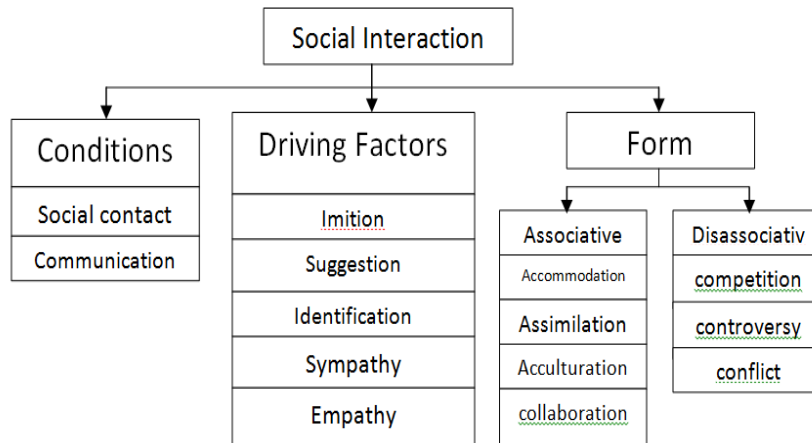 Social Interaction
Conditions
Social contact
Communication
Driving Factors
Imition
Suggestion
Identification
Sympathy
Empathy
Form
Associative
Accommodation
Assimilation
Acculturation
collaboration
Disassociativ
competition
controversy
conflict